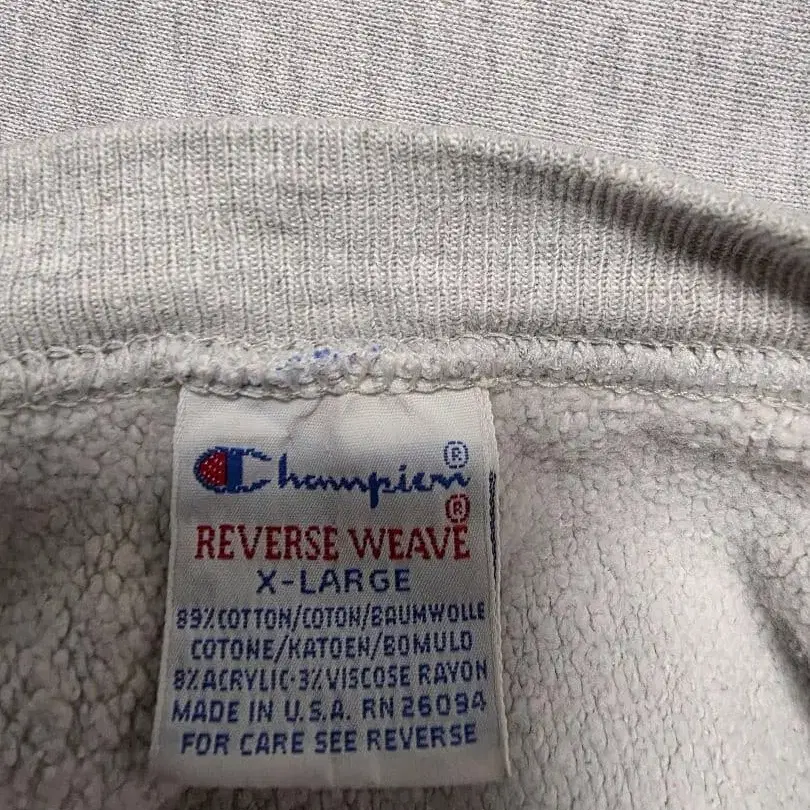 Champion®
REVERSE WEAVE®
X-LARGE
89%COTTON/COTON/BAUMWOLLE
COTONE/KATOEN/BOMULD
8%ACRYLIC·3%VISCOSE RAYON
MADE IN U.S.A. RN 26094
FOR CARE SEE REVERSE